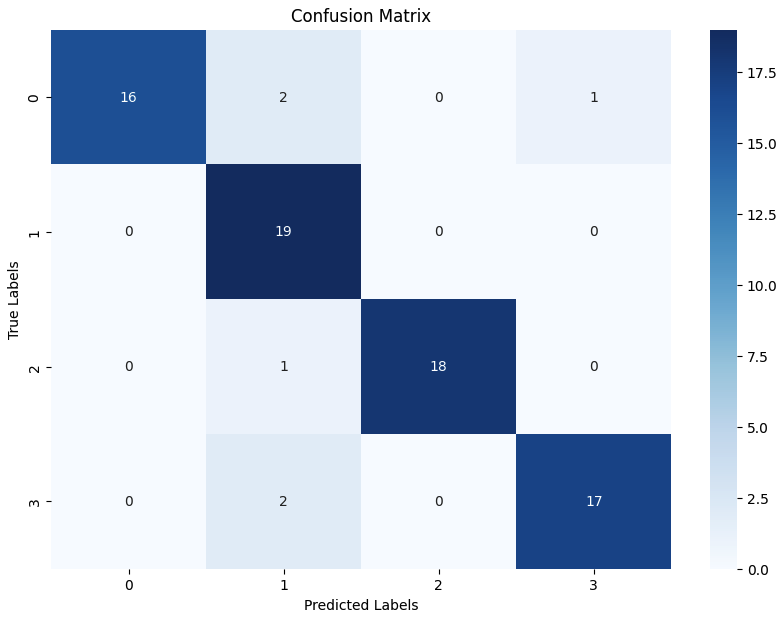 Confusion Matrix
0 16 2 0 1
1 0 19 0 0
2 0 1 18 0
3 0 2 0 17
0 1 2 3
Predicted Labels
True Labels
17.5
15.0
12.5
10.0
7.5
5.0
2.5
0.0